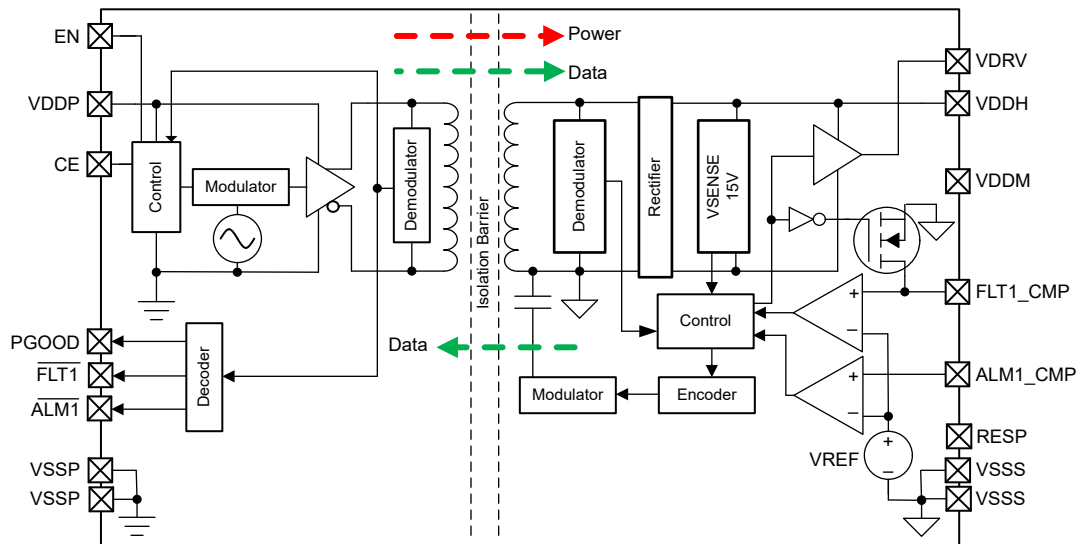 EN
Power
Data
VDRV
VDDP
VDDH
CE
Control
Modulator
Demodulator
Isolation Barrier
Demodulator
Rectifier
VSENSE
15V
VDDM
+
−
FLT1_CMP
Control
PGOOD
Data
FLT1
ALM1
Decoder
Modulator
Encoder
+
−
ALM1_CMP
RESP
VREF
+
−
VSSP
VSSP
VSSS
VSSS